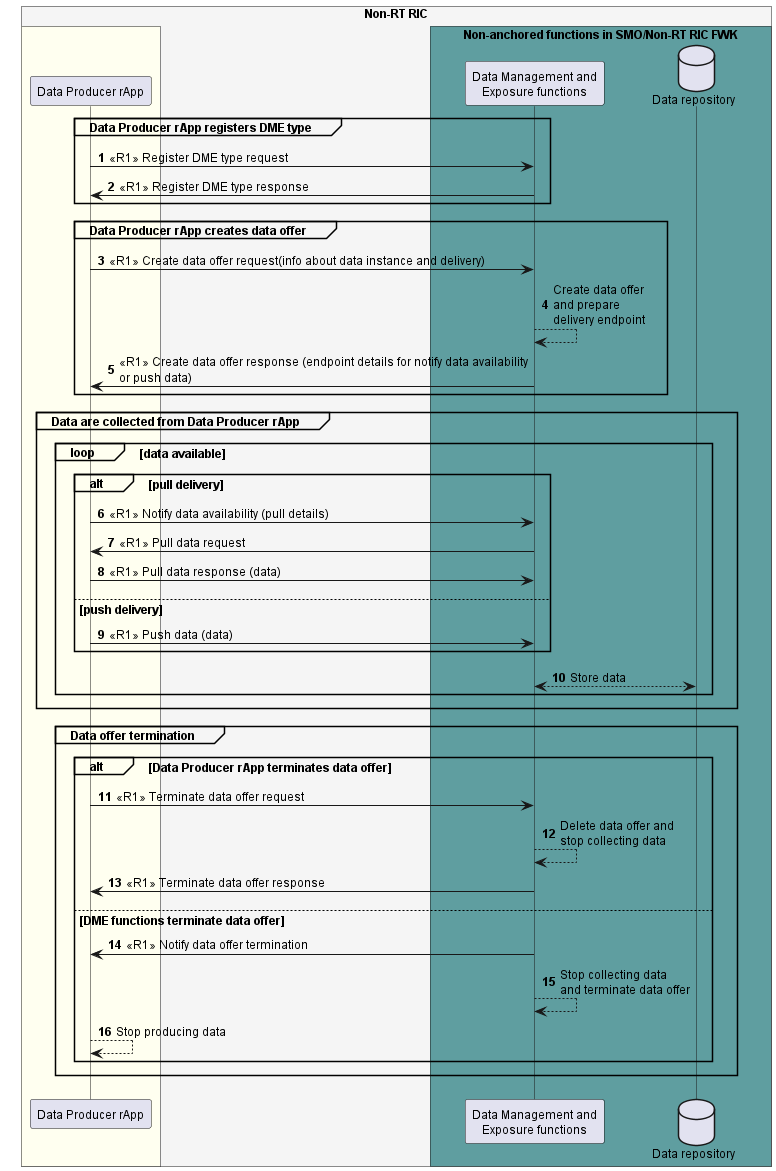 Non-RT RIC
Non-anchored functions in SMO/Non-RT RIC FWK
Data Producer rApp
Data Management and
Exposure functions
Data repository
Data Producer rApp registers DME type
1 «R1» Register DME type request
2 «R1» Register DME type response
Data Producer rApp creates data offer
3 «R1» Create data offer request(info about data instance and delivery)
Create data offer
4 and prepare
delivery endpoint
«R1» Create data offer response (endpoint details for notify data availability
5 or push data)
Data are collected from Data Producer rApp
loop [data available]
alt [pull delivery]
6 «R1» Notify data availability (pull details)
7 «R1» Pull data request
8 «R1» Pull data response (data)
[push delivery]
9 «R1» Push data (data)
10 Store data
Data offer termination
alt [Data Producer rApp terminates data offer]
11 «R1» Terminate data offer request
12 Delete data offer and
stop collecting data
13 «R1» Terminate data offer response
[DME functions terminate data offer]
14 «R1» Notify data offer termination
15 Stop collecting data
and terminate data offer
16 Stop producing data
Data Producer rApp
Data Management and
Exposure functions
Data repository